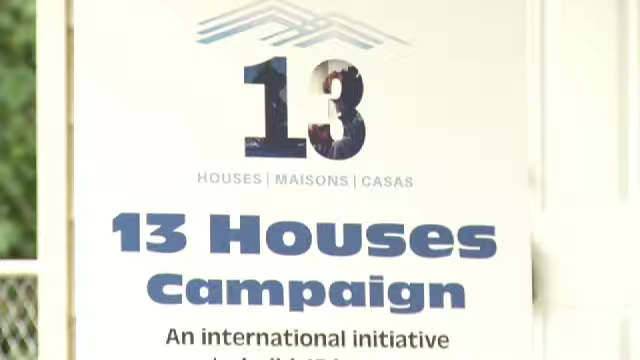 13
HOUSES | MAISONS | CASAS
13 Houses
Campaign
An international initiative